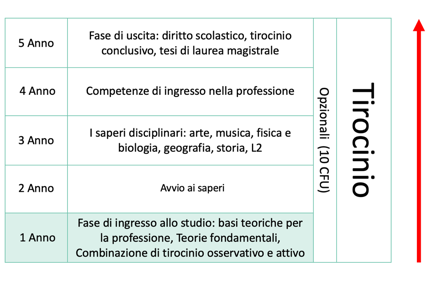 5 Anno
Fase di uscita: diritto scolastico, tirocinio
conclusivo, tesi di laurea magistrale
4 Anno
Competenze di ingresso nella professione
3 Anno
I saperi disciplinari: arte, musica, fisica e
biologia, geografia, storia, L2
2 Anno
Avvio ai saperi
1 Anno
Fase di ingresso allo studio: basi teoriche per
la professione, Teorie fondamentali,
Combinazione di tirocinio osservativo e attivo
Opzionali (10 CFU)
Tirocinio